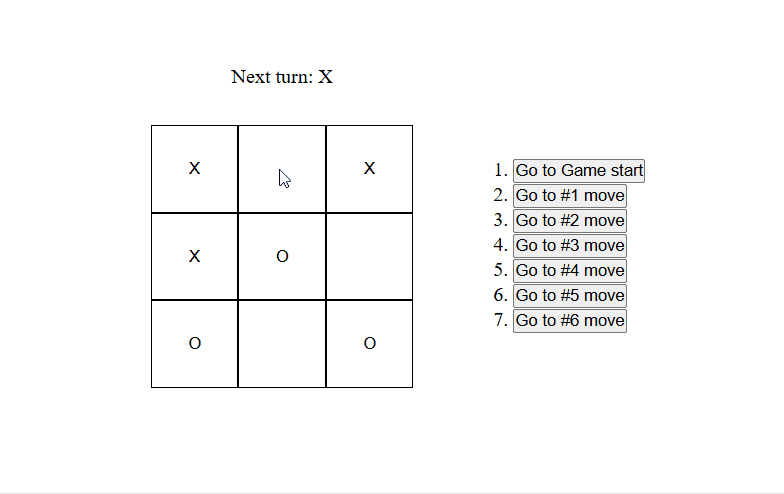 Next turn: X
X X
X O
O O
1. Go to Game start
2. Go to #1 move
3. Go to #2 move
4. Go to #3 move
5. Go to #4 move
6. Go to #5 move
7. Go to #6 move